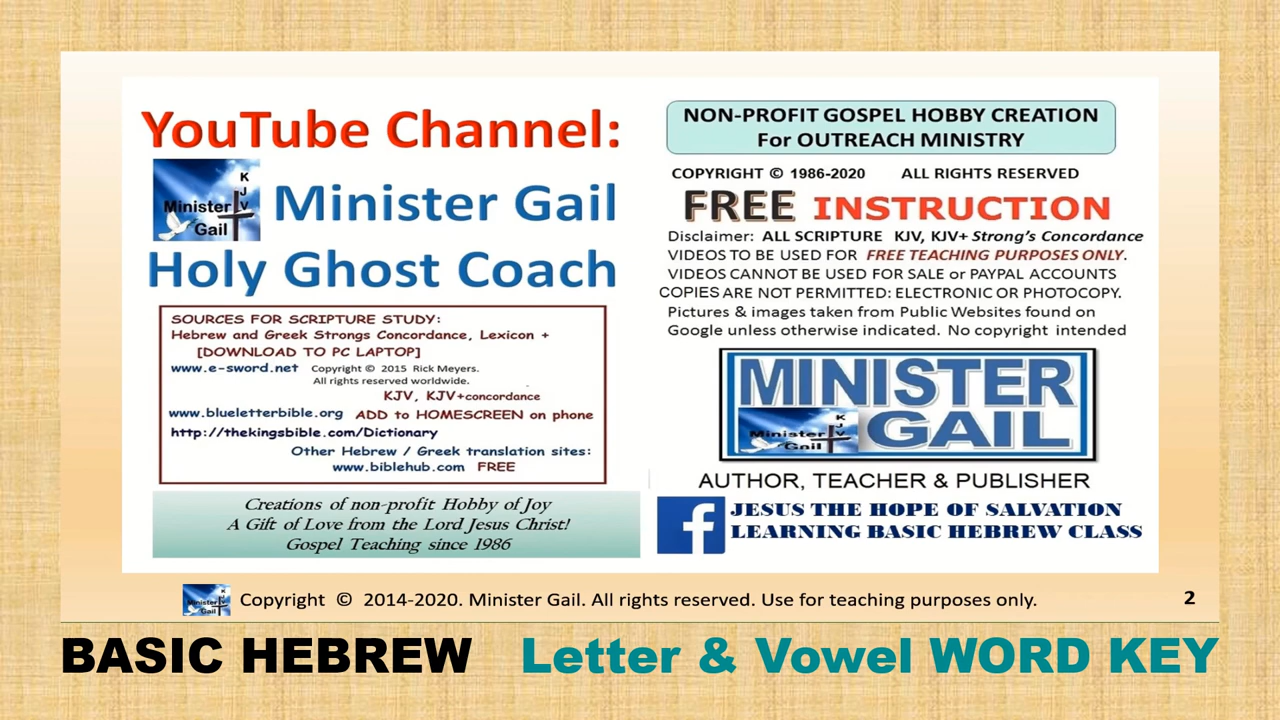 YouTube Channel:
K
J
Minister V
Gail
Minister Gail
Holy Ghost Coach
SOURCES FOR SCRIPTURE STUDY:
Hebrew and Greek Strongs Concordance, Lexicon +
[DOWNLOAD TO PC LAPTOP]
www.e-sword.net Copyright © 2015 Rick Meyers.
All rights reserved worldwide.
KJV, KJV+concordance
www.blueletterbible.org ADD to HOMESCREEN on phone
http://thekingsbible.com/Dictionary
Other Hebrew / Greek translation sites:
www.biblehub.com FREE
Creations of non-profit Hobby of Joy
A Gift of Love from the Lord Jesus Christ!
Gospel Teaching since 1986
NON-PROFIT GOSPEL HOBBY CREATION
For OUTREACH MINISTRY
COPYRIGHT © 1986-2020 ALL RIGHTS RESERVED
FREE INSTRUCTION
Disclaimer: ALL SCRIPTURE KJV, KJV+ Strong's Concordance
VIDEOS TO BE USED FOR FREE TEACHING PURPOSES ONLY.
VIDEOS CANNOT BE USED FOR SALE or PAYPAL ACCOUNTS
COPIES ARE NOT PERMITTED: ELECTRONIC OR PHOTOCOPY.
Pictures & images taken from Public Websites found on
Google unless otherwise indicated. No copyright intended
MINISTER
GAIL
K
J
Minister V
Gail
AUTHOR, TEACHER & PUBLISHER
f
JESUS THE HOPE OF SALVATION
LEARNING BASIC HEBREW CLASS
Minister
Gail
Copyright © 2014-2020. Minister Gail. All rights reserved. Use for teaching purposes only.
2
BASIC HEBREW Letter & Vowel WORD KEY